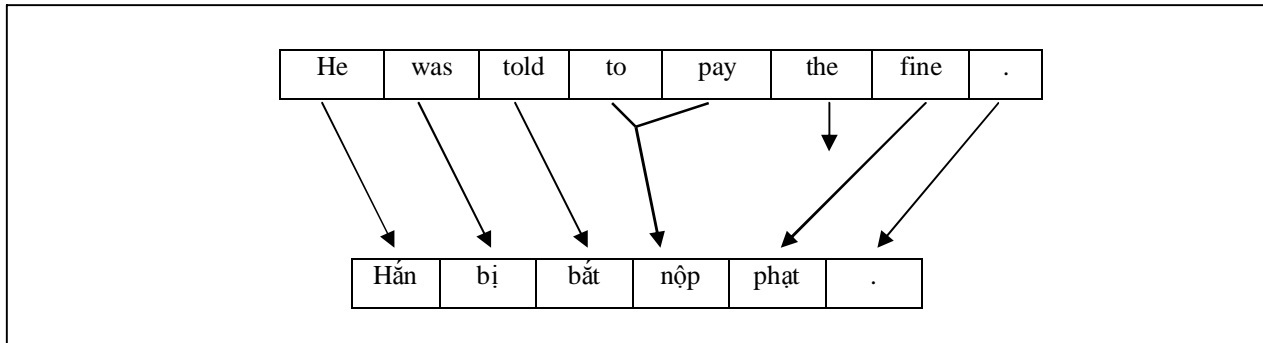 He was told to pay the fine .
Hắn bị bắt nộp phạt .